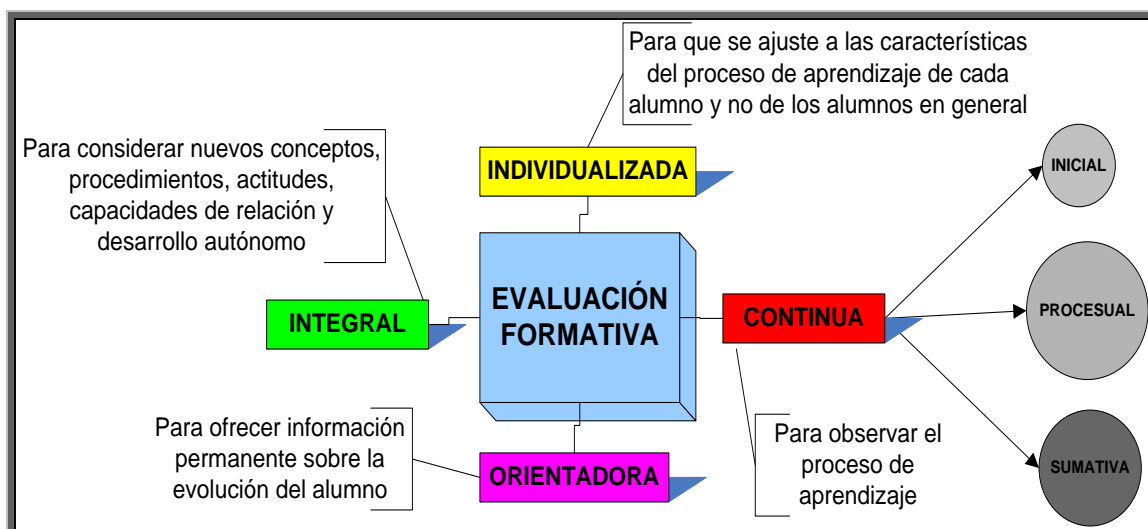 Para que se ajuste a las características
del proceso de aprendizaje de cada
alumno y no de los alumnos en general
Para considerar nuevos conceptos,
procedimientos, actitudes,
capacidades de relación y
desarrollo autónomo
INDIVIDUALIZADA
INICIAL
EVALUACIÓN
FORMATIVA
INTEGRAL
CONTINUA
PROCESUAL
Para ofrecer información
permanente sobre la
evolución del alumno
ORIENTADORA
Para observar el
proceso de
aprendizaje
SUMATIVA